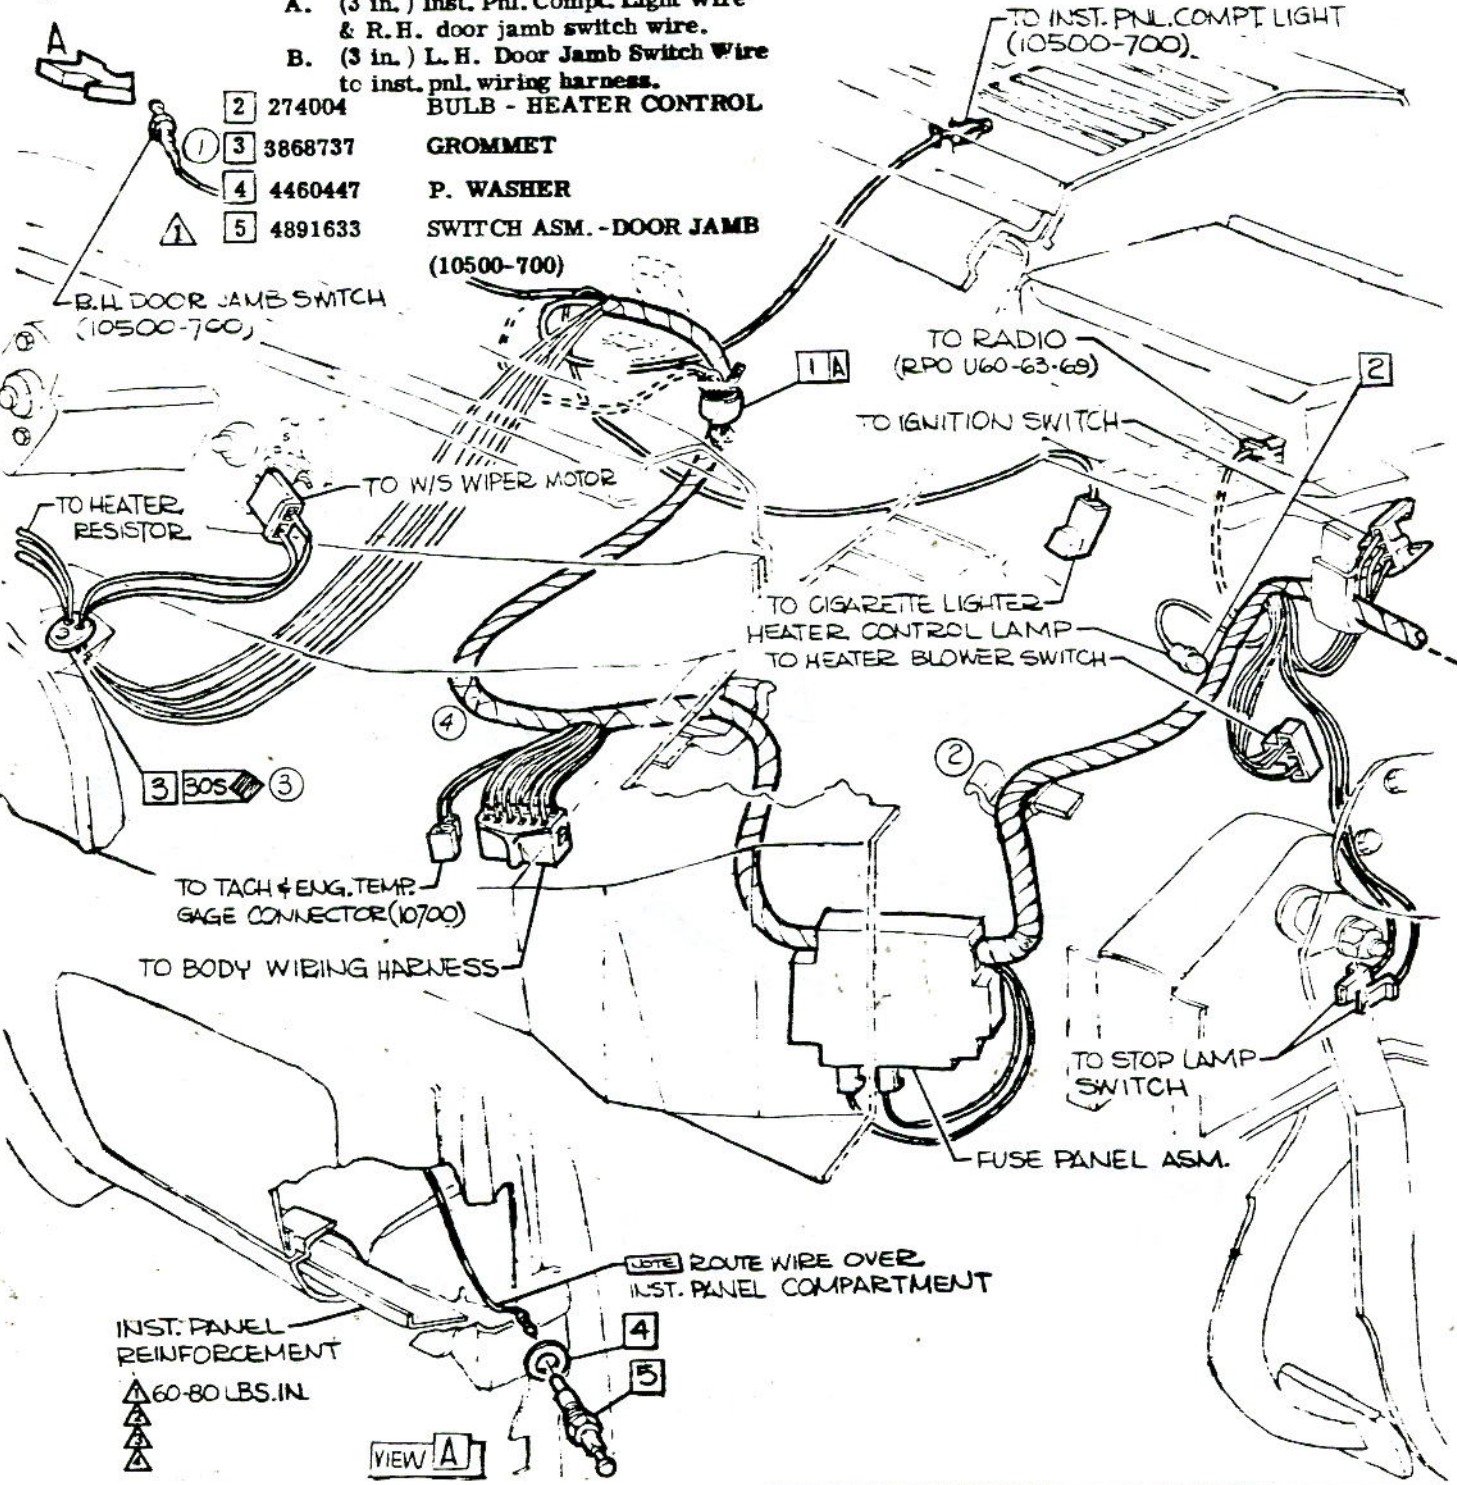 A. (3 in.) Inst. Pnl. Compt. Light Wire
& R.H. door jamb switch wire.
B. (3 in.) L.H. Door Jamb Switch Wire
to inst. pnl. wiring harness.
A
2 274004 BULB - HEATER CONTROL
1 3 3868737 GROMMET
4 4460447 P. WASHER
1 5 4891633 SWITCH ASM. - DOOR JAMB
(10500-700)
TO INST. PNL. COMPT LIGHT
(10500-700)
R.H. DOOR JAMB SWITCH
(10500-700)
TO RADIO
(RPO U60-63-69)
1 A
2
TO IGNITION SWITCH
TO W/S WIPER MOTOR
TO HEATER
RESISTOR
TO CIGARETTE LIGHTER
HEATER CONTROL LAMP
TO HEATER BLOWER SWITCH
4
2
3 30S 3
TO TACH & ENG. TEMP.
GAGE CONNECTOR (10700)
TO BODY WIRING HARNESS
TO STOP LAMP
SWITCH
FUSE PANEL ASM.
NOTE ROUTE WIRE OVER
INST. PANEL COMPARTMENT
INST. PANEL
REINFORCEMENT
4
5
1 60-80 LBS. IN.
2
3
4
VIEW A